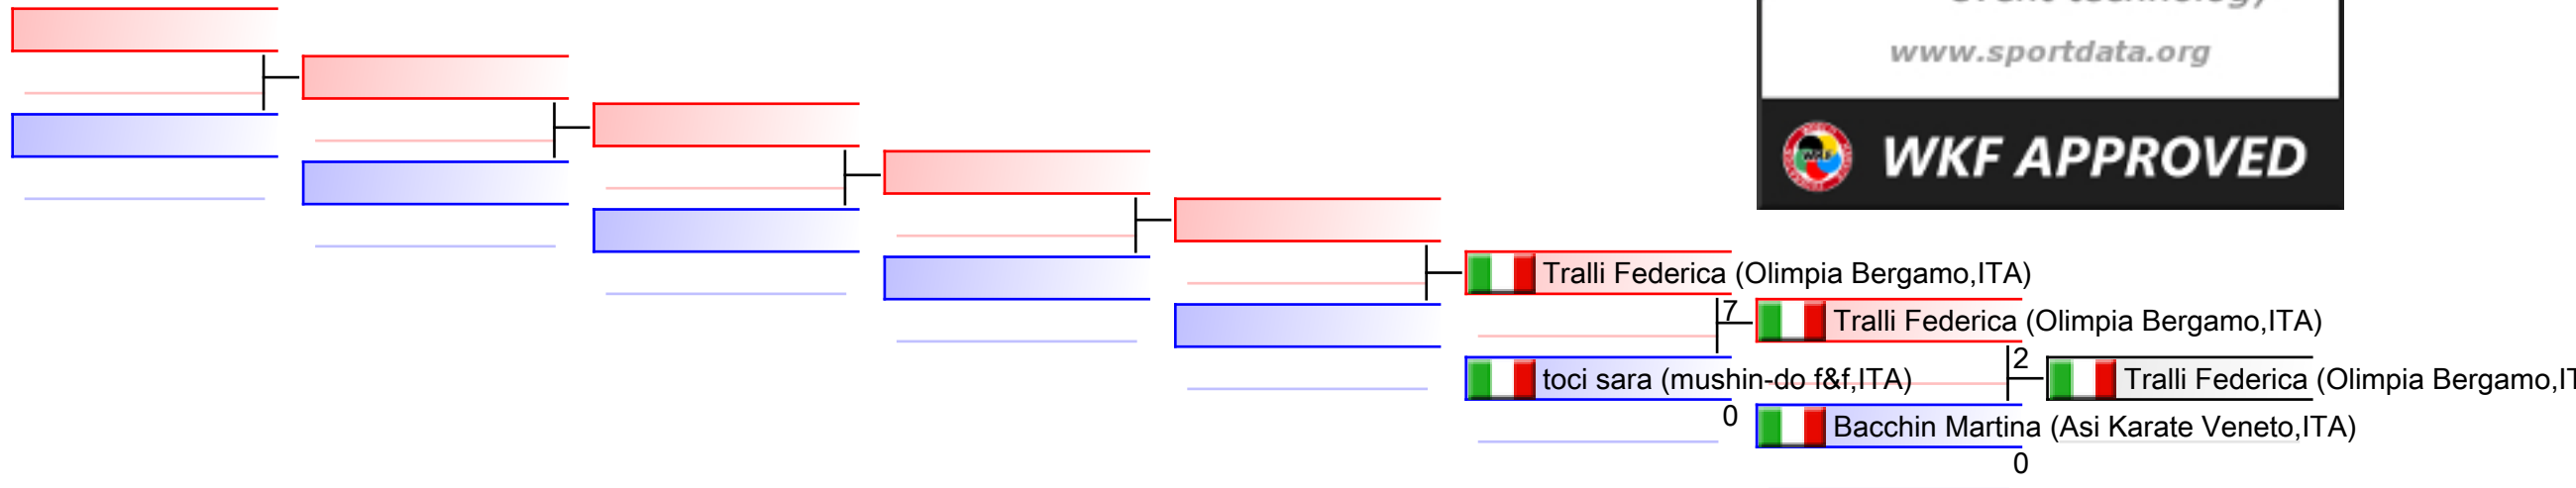 www.sportdata.org
WKF APPROVED
Tralli Federica (Olimpia Bergamo,ITA)
7
Tralli Federica (Olimpia Bergamo,ITA)
2
toci sara (mushin-do f&f,ITA)
Tralli Federica (Olimpia Bergamo,IT
0
Bacchin Martina (Asi Karate Veneto,ITA)
0